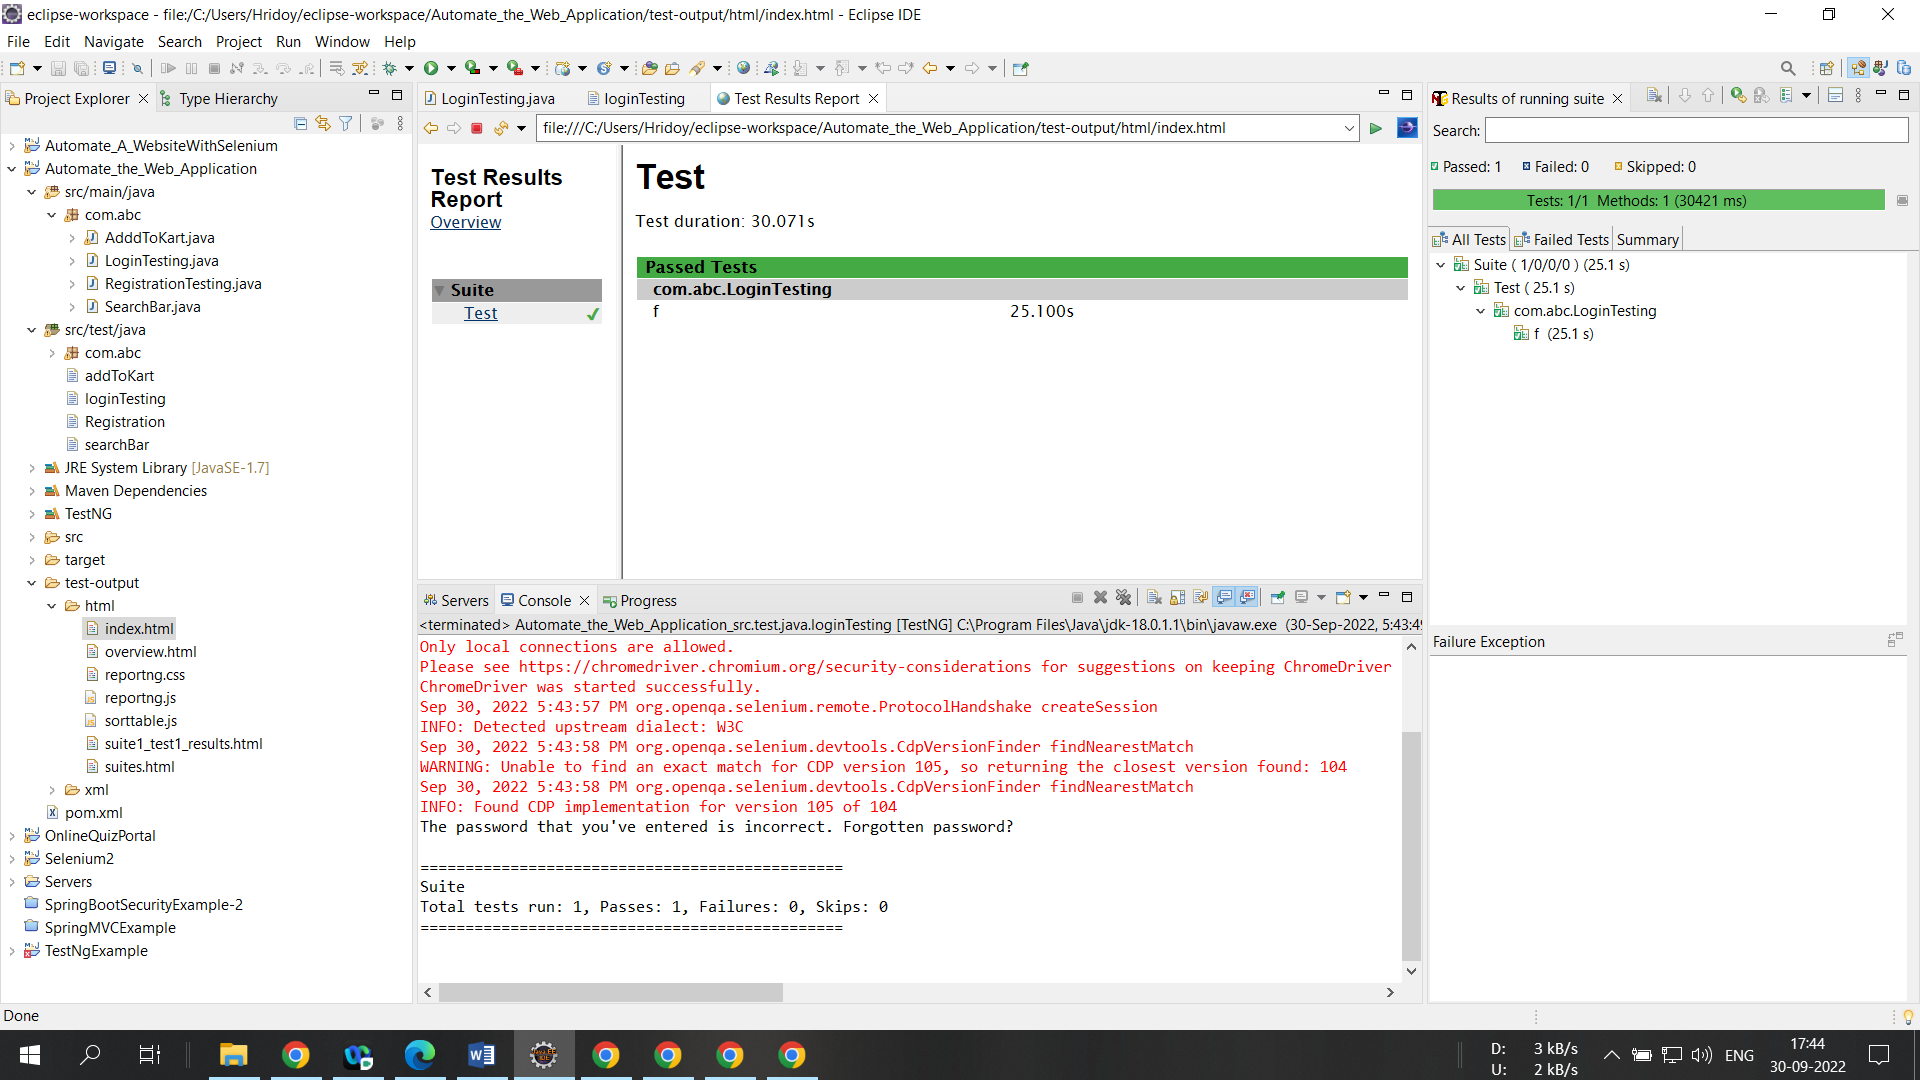 eclipse-workspace - file:/C:/Users/Hridoy/eclipse-workspace/Automate_the_Web_Application/test-output/html/index.html - Eclipse IDE
File Edit Navigate Search Project Run Window Help
Project Explorer
Type Hierarchy
Automate_A_WebsiteWithSelenium
Automate_the_Web_Application
src/main/java
com.abc
AdddToKart.java
LoginTesting.java
RegistrationTesting.java
SearchBar.java
src/test/java
com.abc
addToKart
loginTesting
Registration
searchBar
JRE System Library [JavaSE-1.7]
Maven Dependencies
TestNG
src
target
test-output
html
index.html
overview.html
reportng.css
reportng.js
sorttable.js
suite1_test1_results.html
suites.html
xml
pom.xml
OnlineQuizPortal
Selenium2
Servers
SpringBootSecurityExample-2
SpringMVCExample
TestNgExample
LoginTesting.java
loginTesting
Test Results Report
file:///C:/Users/Hridoy/eclipse-workspace/Automate_the_Web_Application/test-output/html/index.html
Test Results
Report
Overview
Suite
Test
Test
Test duration: 30.071s
Passed Tests
com.abc.LoginTesting
f 25.100s
Servers
Console
Progress
<terminated> Automate_the_Web_Application_src.test.java.loginTesting [TestNG] C:\Program Files\Java\jdk-18.0.1.1\bin\javaw.exe (30-Sep-2022, 5:43:49
Only local connections are allowed.
Please see https://chromedriver.chromium.org/security-considerations for suggestions on keeping ChromeDriver
ChromeDriver was started successfully.
Sep 30, 2022 5:43:57 PM org.openqa.selenium.remote.ProtocolHandshake createSession
INFO: Detected upstream dialect: W3C
Sep 30, 2022 5:43:58 PM org.openqa.selenium.devtools.CdpVersionFinder findNearestMatch
WARNING: Unable to find an exact match for CDP version 105, so returning the closest version found: 104
Sep 30, 2022 5:43:58 PM org.openqa.selenium.devtools.CdpVersionFinder findNearestMatch
INFO: Found CDP implementation for version 105 of 104
The password that you've entered is incorrect. Forgotten password?
===============================================
Suite
Total tests run: 1, Passes: 1, Failures: 0, Skips: 0
===============================================
Results of running suite
Search:
Passed: 1 Failed: 0 Skipped: 0
Tests: 1/1 Methods: 1 (30421 ms)
All Tests Failed Tests Summary
Suite ( 1/0/0/0 ) (25.1 s)
Test ( 25.1 s)
com.abc.LoginTesting
f (25.1 s)
Failure Exception
Done
D: 3 kB/s
U: 2 kB/s
ENG
17:44
30-09-2022